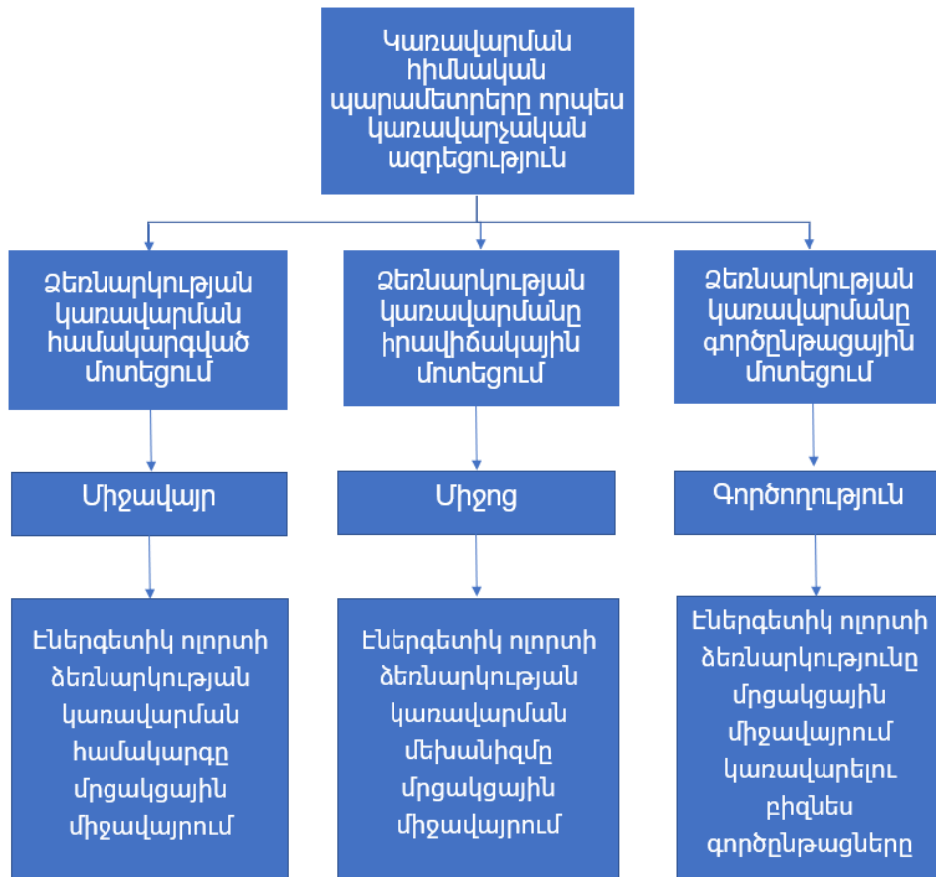 Կառավարման
հիմնական
պարամետրերը որպես
կառավարչական
ազդեցություն
Ձեռնարկության
կառավարման
համակարգված
մոտեցում
Ձեռնարկության
կառավարմանը
իրավիճակային
մոտեցում
Ձեռնարկության
կառավարմանը
գործընթացային
մոտեցում
Միջավայր
Միջոց
Գործողություն
Էներգետիկ ոլորտի
ձեռնարկության
կառավարման
համակարգը
մրցակցային
միջավայրում
Էներգետիկ ոլորտի
ձեռնարկության
կառավարման
մեխանիզմը
մրցակցային
միջավայրում
Էներգետիկ ոլորտի
ձեռնարկությունը
մրցակցային
միջավայրում
կառավարելու
բիզնես
գործընթացները